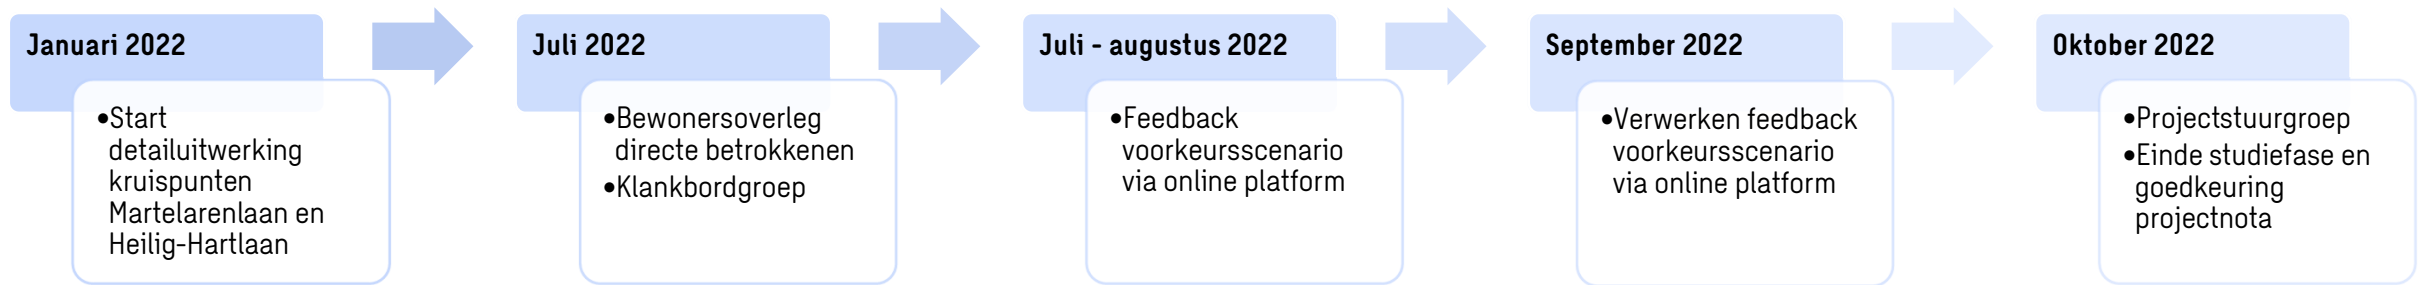 Januari 2022
•Start
detailuitwerking
kruispunten
Martelarenlaan en
Heilig-Hartlaan
Juli 2022
•Bewonersoverleg
directe betrokkenen
•Klankbordgroep
Juli - augustus 2022
•Feedback
voorkeursscenario
via online platform
September 2022
•Verwerken feedback
voorkeursscenario
via online platform
Oktober 2022
•Projectstuurgroep
•Einde studiefase en
goedkeuring
projectnota